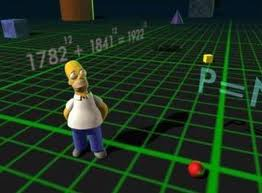 1782¹² + 1841¹² = 1922¹²
P=